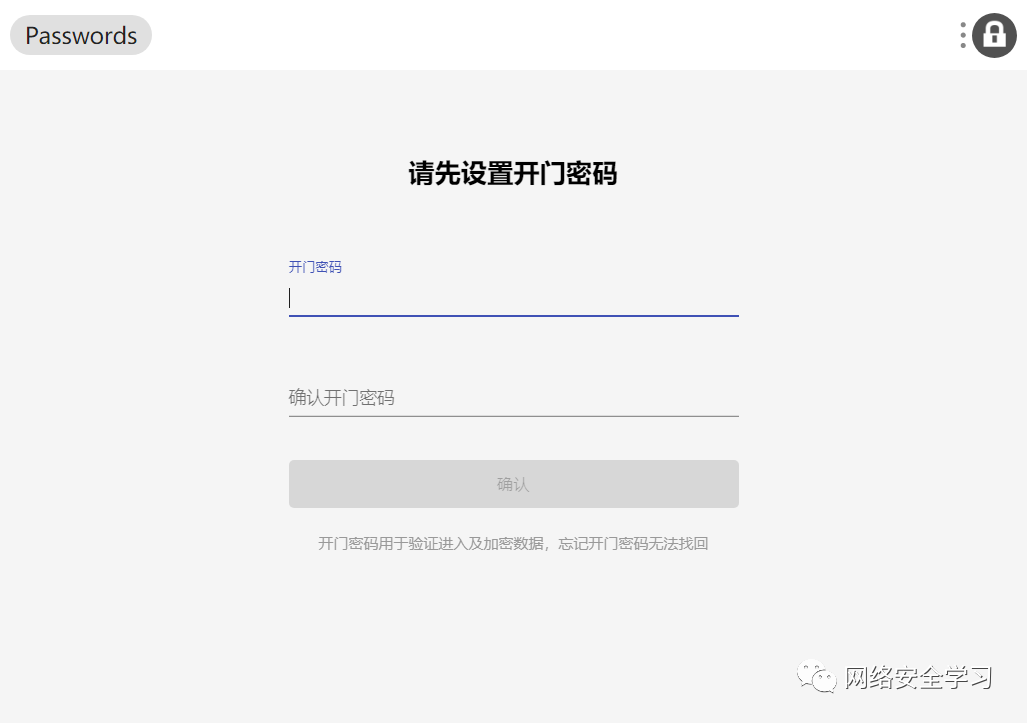 Passwords
请先设置开门密码
开门密码
确认开门密码
确认
开门密码用于验证进入及加密数据，忘记开门密码无法找回
网络安全学习